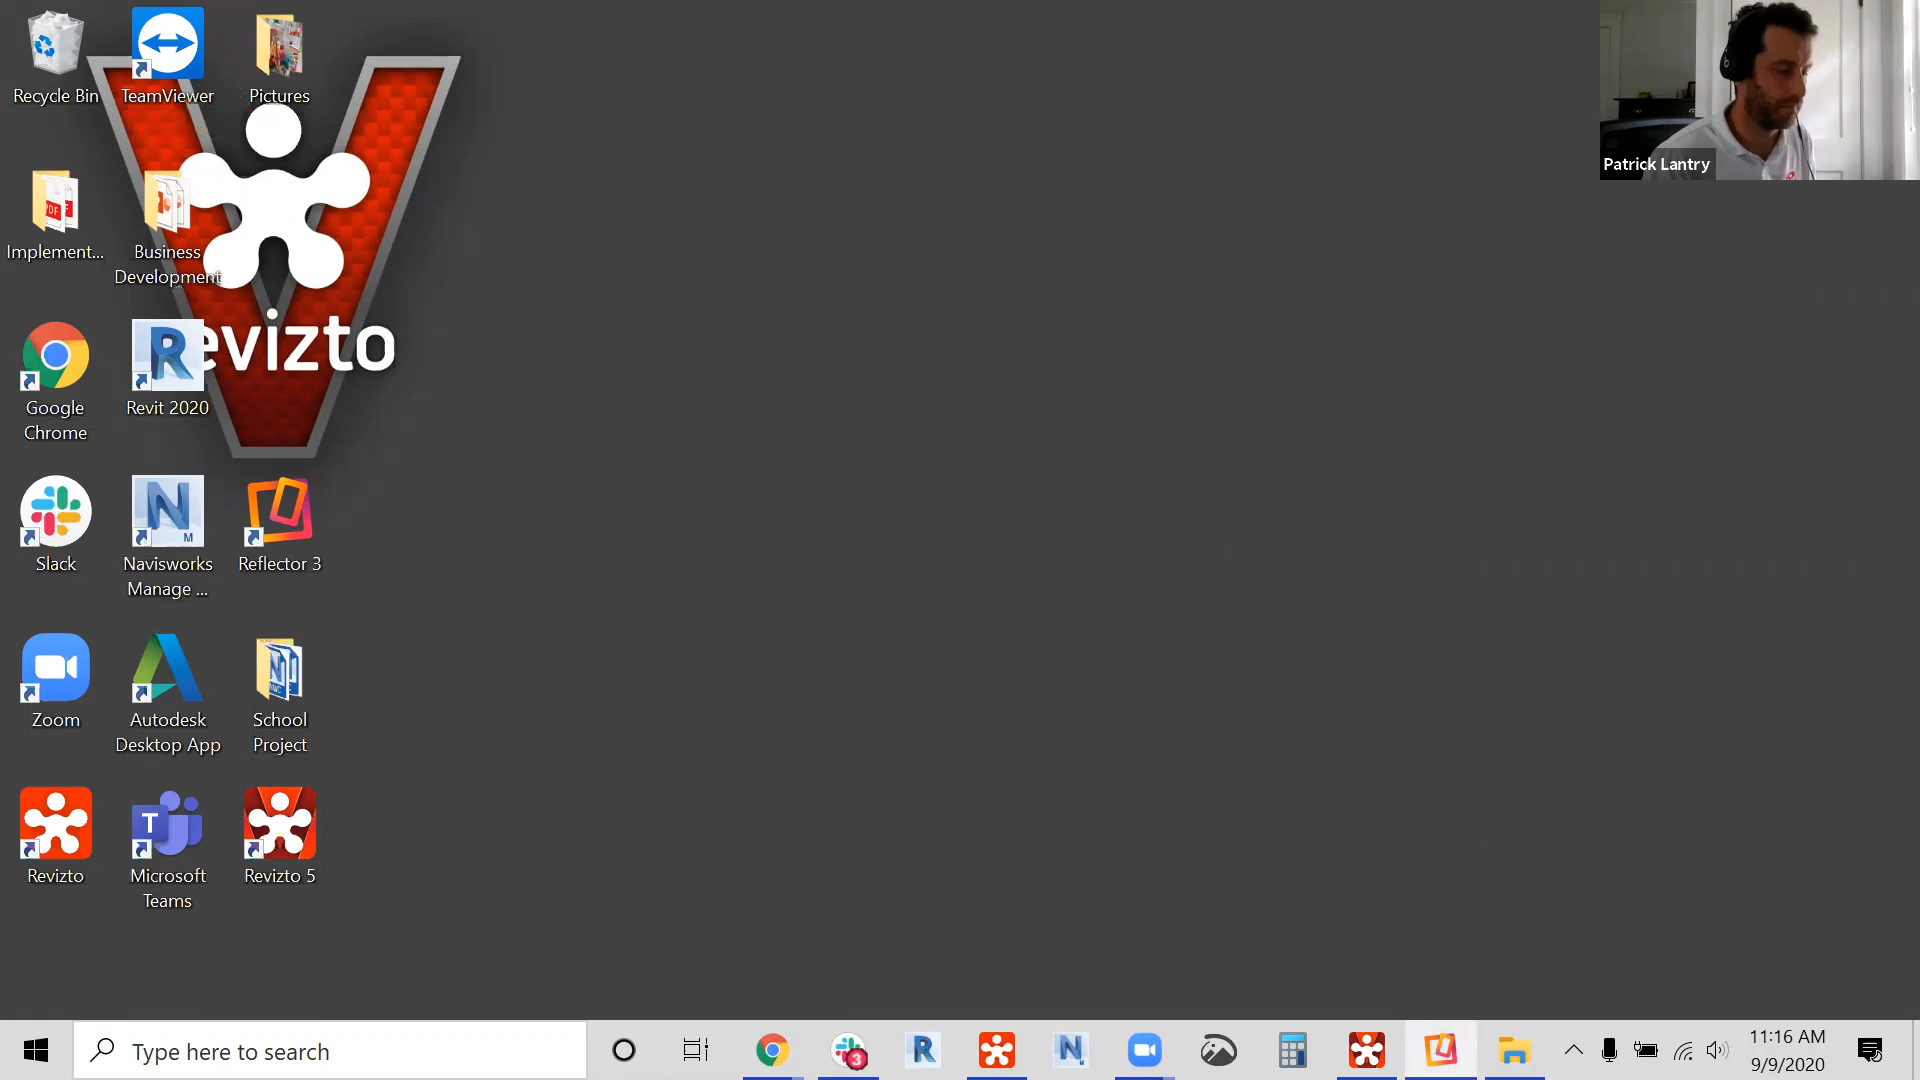 Recycle Bin
TeamViewer
Pictures
Patrick Lantry
PDF
Implement...
Business
Development
evizto
R
Google
Chrome
Revit 2020
N
M
Slack
Navisworks
Manage ...
Reflector 3
Zoom
Autodesk
Desktop App
N
School
Project
T
Revizto
Microsoft
Teams
Revizto 5
Type here to search
3
R
N
11:16 AM
9/9/2020